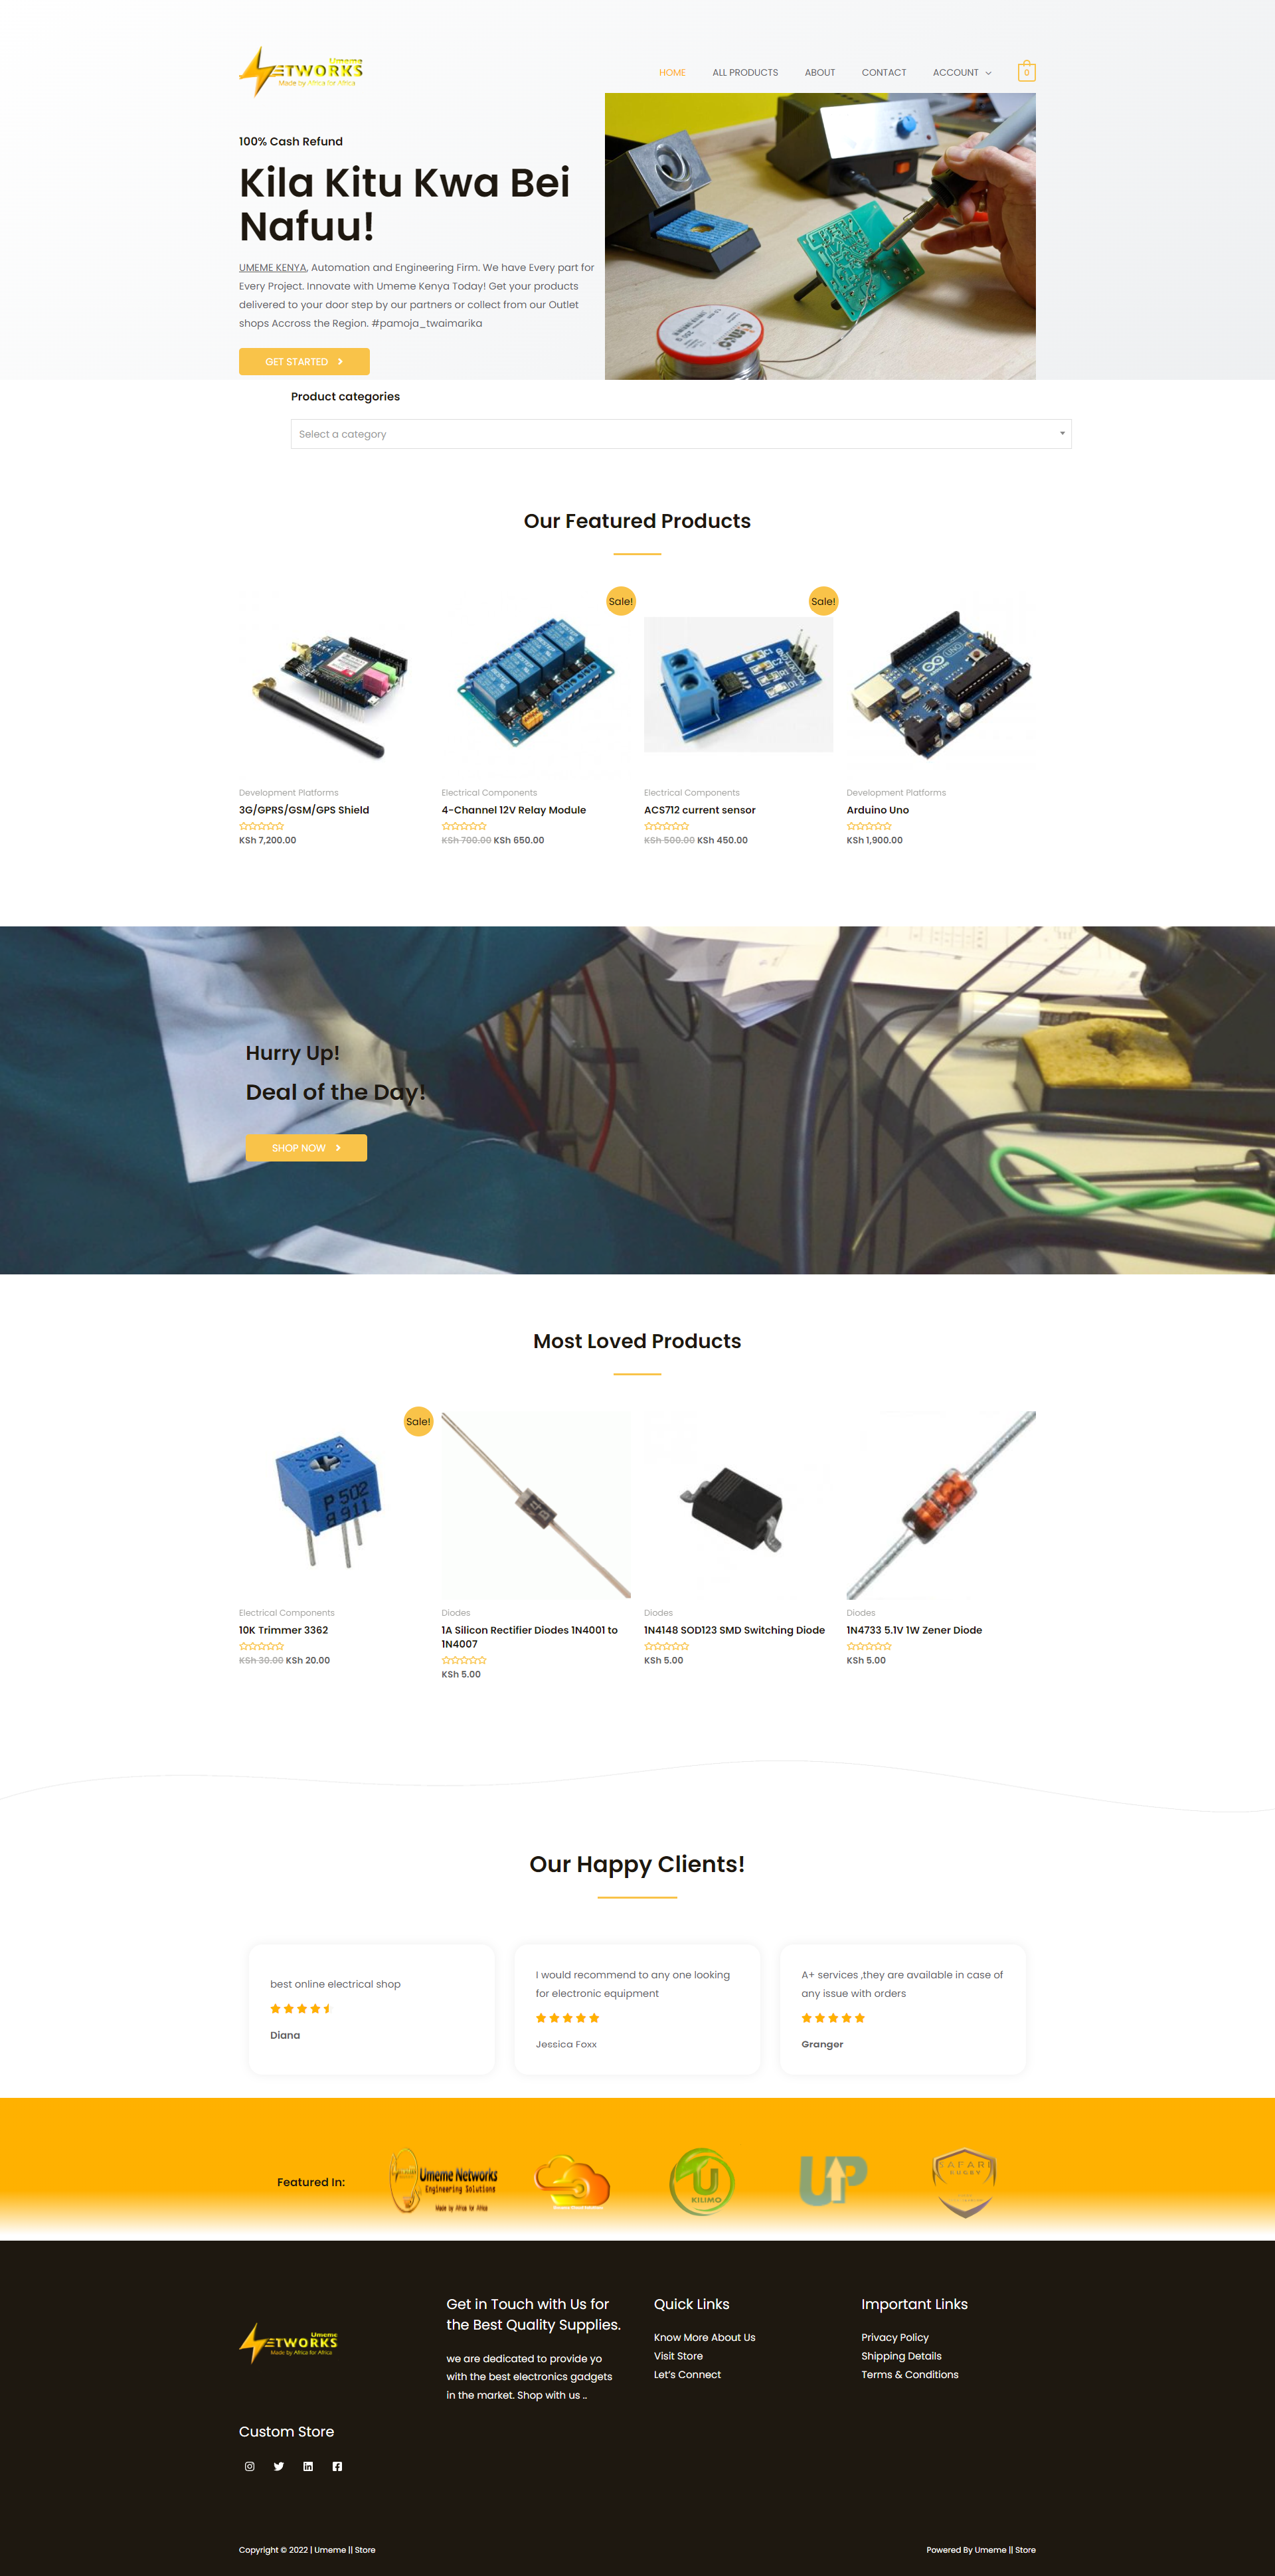 Umeme
ETWORKS
Made by Africa for Africa
HOME
ALL PRODUCTS
ABOUT
CONTACT
ACCOUNT
0
100% Cash Refund
Kila Kitu Kwa Bei
Nafuu!
UMEME KENYA, Automation and Engineering Firm. We have Every part for
Every Project. Innovate with Umeme Kenya Today! Get your products
delivered to your door step by our partners or collect from our Outlet
shops Accross the Region. #pamoja_twaimarika
GET STARTED
cinco
Product categories
Select a category
Our Featured Products
Sale!
Sale!
UNO
Development Platforms
3G/GPRS/GSM/GPS Shield
KSh 7,200.00
Electrical Components
4-Channel 12V Relay Module
KSh 700.00 KSh 650.00
Electrical Components
ACS712 current sensor
KSh 500.00 KSh 450.00
Development Platforms
Arduino Uno
KSh 1,900.00
Hurry Up!
Deal of the Day!
SHOP NOW
Most Loved Products
Sale!
P 502
8 911
Electrical Components
10K Trimmer 3362
KSh 30.00 KSh 20.00
Diodes
1A Silicon Rectifier Diodes 1N4001 to
1N4007
KSh 5.00
Diodes
1N4148 SOD123 SMD Switching Diode
KSh 5.00
Diodes
1N4733 5.1V 1W Zener Diode
KSh 5.00
Our Happy Clients!
best online electrical shop
Diana
I would recommend to any one looking
for electronic equipment
Jessica Foxx
A+ services ,they are available in case of
any issue with orders
Granger
Featured In:
Umeme Networks
Engineering Solutions
Made by Africa for Africa
U
KILIMO
UP
SAFARI
RUGBY
Umeme
ETWORKS
Made by Africa for Africa
Custom Store
Get in Touch with Us for
the Best Quality Supplies.
we are dedicated to provide yo
with the best electronics gadgets
in the market. Shop with us ..
Quick Links
Know More About Us
Visit Store
Let's Connect
Important Links
Privacy Policy
Shipping Details
Terms & Conditions
Copyright © 2022 | Umeme || Store
Powered By Umeme || Store